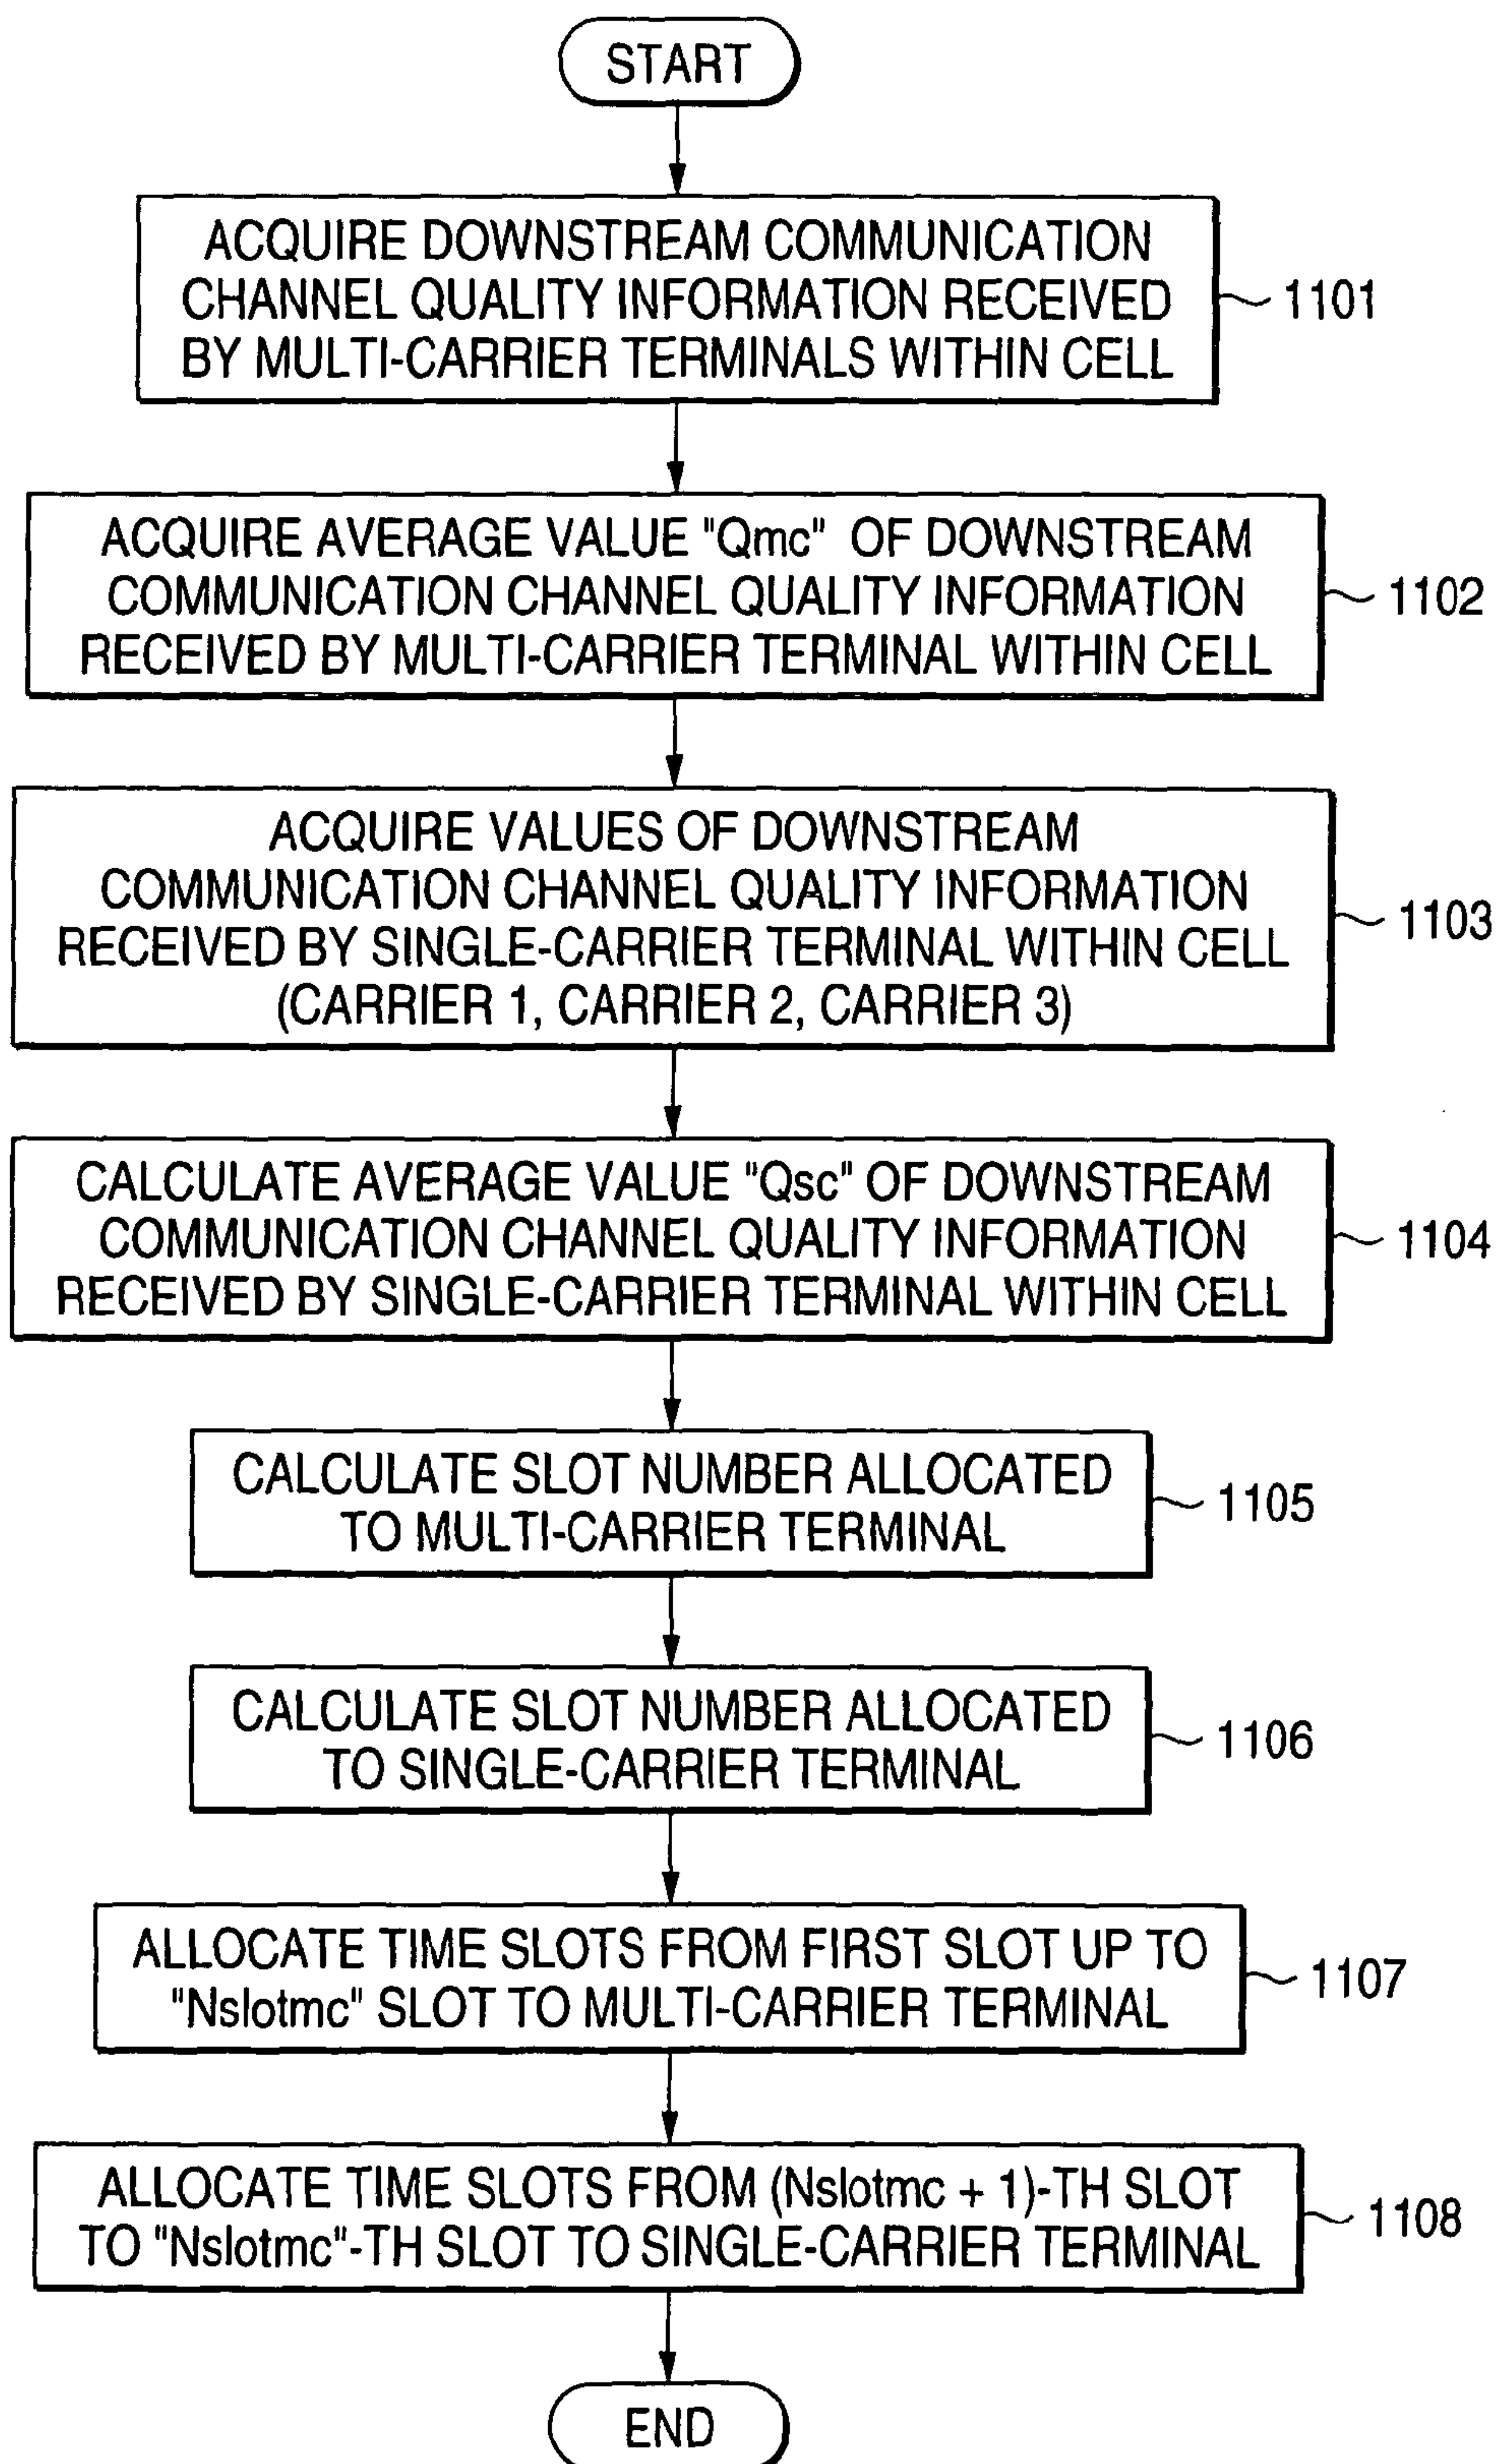 START
ACQUIRE DOWNSTREAM COMMUNICATION
CHANNEL QUALITY INFORMATION RECEIVED
BY MULTI-CARRIER TERMINALS WITHIN CELL
1101
ACQUIRE AVERAGE VALUE "Qmc" OF DOWNSTREAM
COMMUNICATION CHANNEL QUALITY INFORMATION
RECEIVED BY MULTI-CARRIER TERMINAL WITHIN CELL
1102
ACQUIRE VALUES OF DOWNSTREAM
COMMUNICATION CHANNEL QUALITY INFORMATION
RECEIVED BY SINGLE-CARRIER TERMINAL WITHIN CELL
(CARRIER 1, CARRIER 2, CARRIER 3)
1103
CALCULATE AVERAGE VALUE "Qsc" OF DOWNSTREAM
COMMUNICATION CHANNEL QUALITY INFORMATION
RECEIVED BY SINGLE-CARRIER TERMINAL WITHIN CELL
1104
CALCULATE SLOT NUMBER ALLOCATED
TO MULTI-CARRIER TERMINAL
1105
CALCULATE SLOT NUMBER ALLOCATED
TO SINGLE-CARRIER TERMINAL
1106
ALLOCATE TIME SLOTS FROM FIRST SLOT UP TO
"Nslotmc" SLOT TO MULTI-CARRIER TERMINAL
1107
ALLOCATE TIME SLOTS FROM (Nslotmc + 1)-TH SLOT
TO "Nslotmc"-TH SLOT TO SINGLE-CARRIER TERMINAL
1108
END